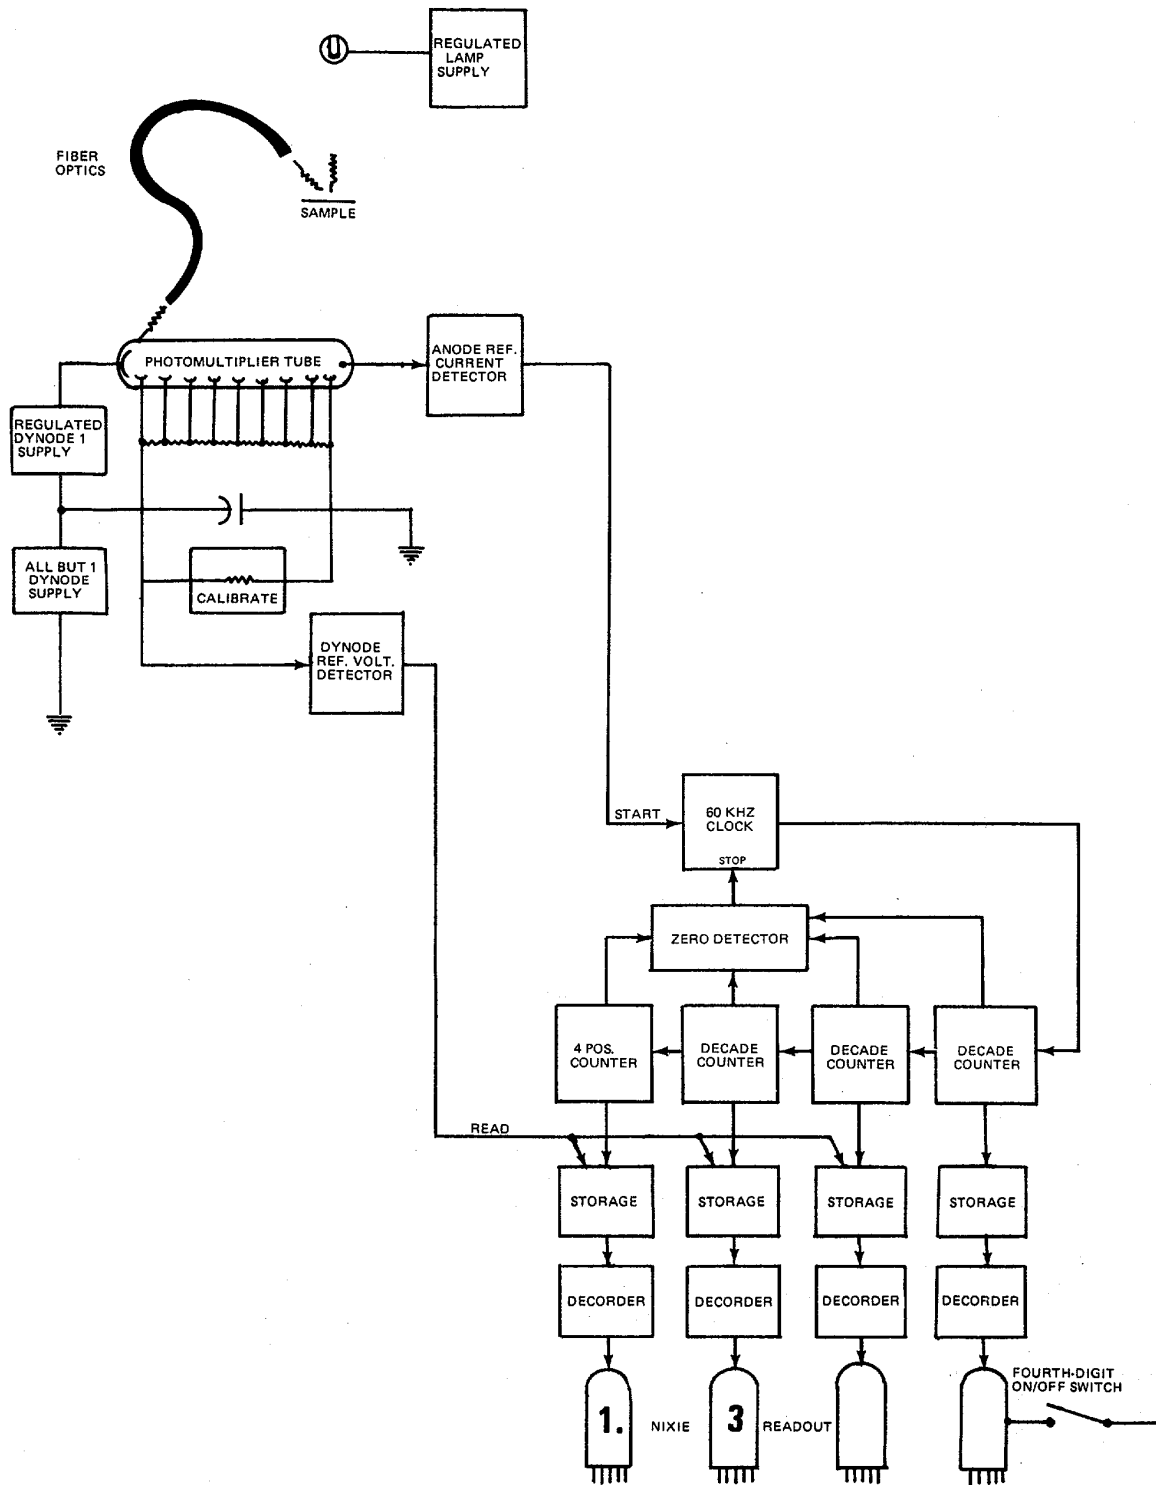 REGULATED
LAMP
SUPPLY
FIBER
OPTICS
SAMPLE
PHOTOMULTIPLIER TUBE
ANODE REF.
CURRENT
DETECTOR
REGULATED
DYNODE 1
SUPPLY
ALL BUT 1
DYNODE
SUPPLY
CALIBRATE
DYNODE
REF. VOLT.
DETECTOR
START
60 KHZ
CLOCK
STOP
ZERO DETECTOR
4 POS.
COUNTER
DECADE
COUNTER
DECADE
COUNTER
DECADE
COUNTER
READ
STORAGE
STORAGE
STORAGE
STORAGE
DECORDER
DECORDER
DECORDER
DECORDER
FOURTH-DIGIT
ON/OFF SWITCH
1. NIXIE 3 READOUT